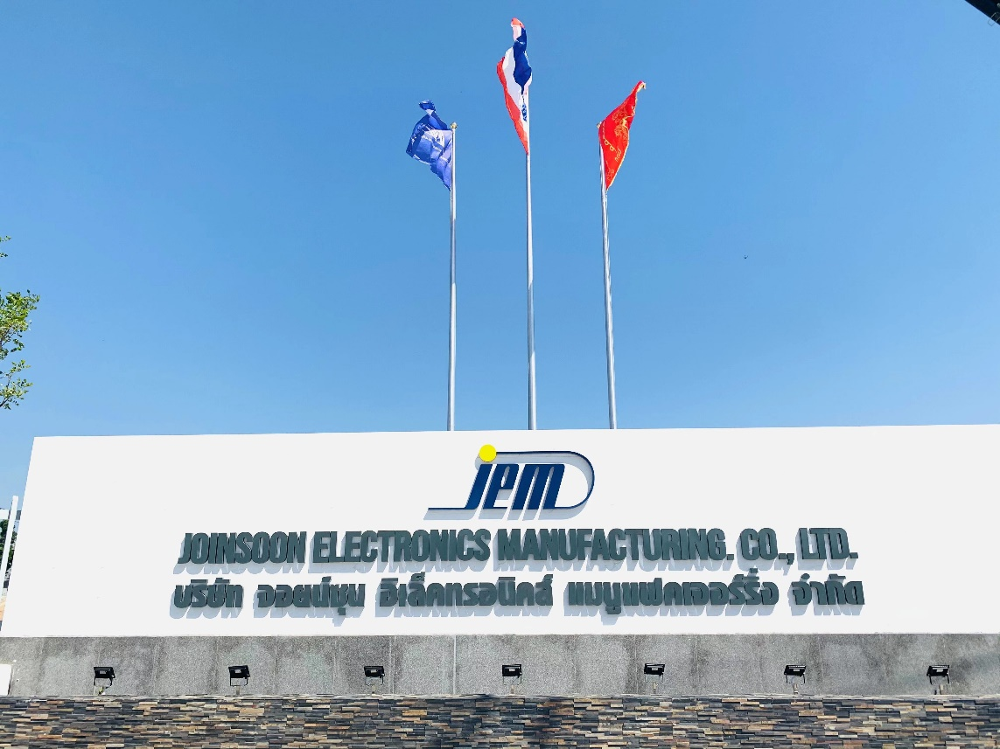 jem
JOINSOON ELECTRONICS MANUFACTURING. CO., LTD.
บริษัท จอยน์ซุน อิเล็คทรอนิคส์ แมนูแฟคเจอร์ริ่ง จำกัด